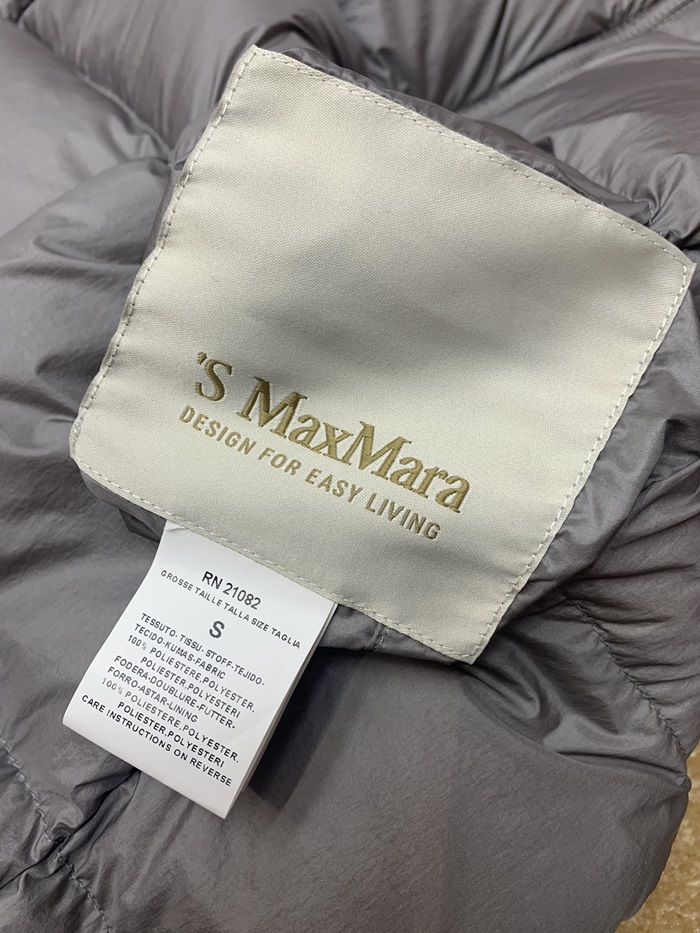 'S MaxMara
DESIGN FOR EASY LIVING
RN 21082
GROSSE TAILLE TALLA SIZE TAGLIA
S
TESSUTO-TISSU-STOFF-TEJIDO-
TECIDO-KUMAS-FABRIC
100% POLIESTERE,POLYESTER,
POLIESTER,POLYESTERI
FODERA-DOUBLURE-FUTTER-
FORRO-ASTAR-LINING
100% POLIESTERE,POLYESTER,
POLIESTER,POLYESTERI
CARE INSTRUCTIONS ON REVERSE